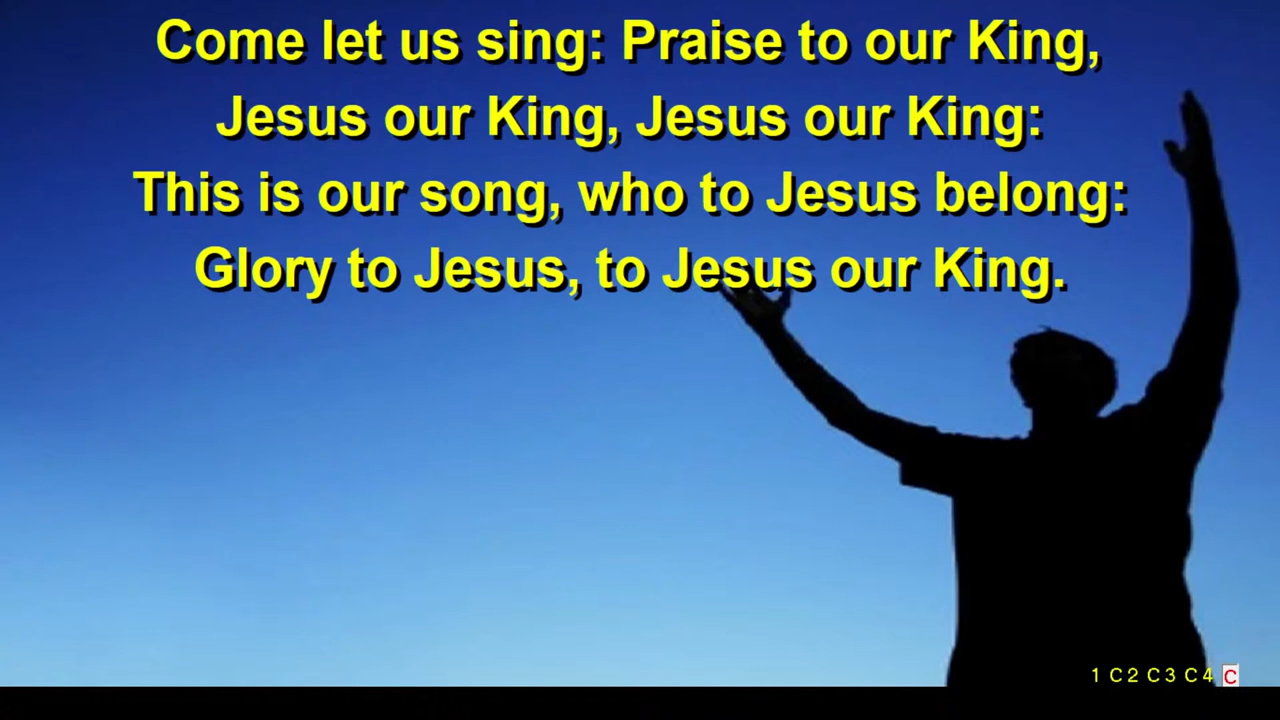 Come let us sing: Praise to our King,
Jesus our King, Jesus our King:
This is our song, who to Jesus belong:
Glory to Jesus, to Jesus our King.
1 C 2 C 3 C 4 C